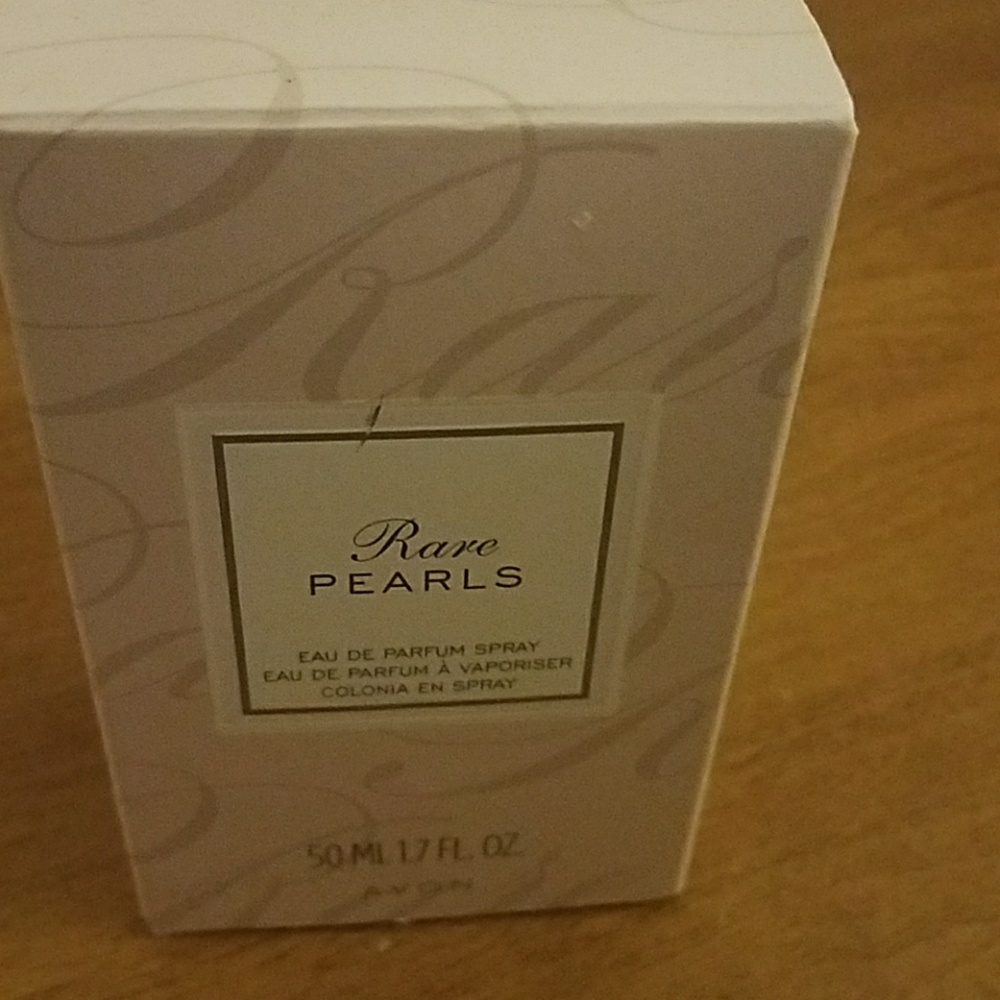 Rare
Rare
PEARLS
EAU DE PARFUM SPRAY
EAU DE PARFUM À VAPORISER
COLONIA EN SPRAY
50 ML 1.7 FL. OZ.
AVON